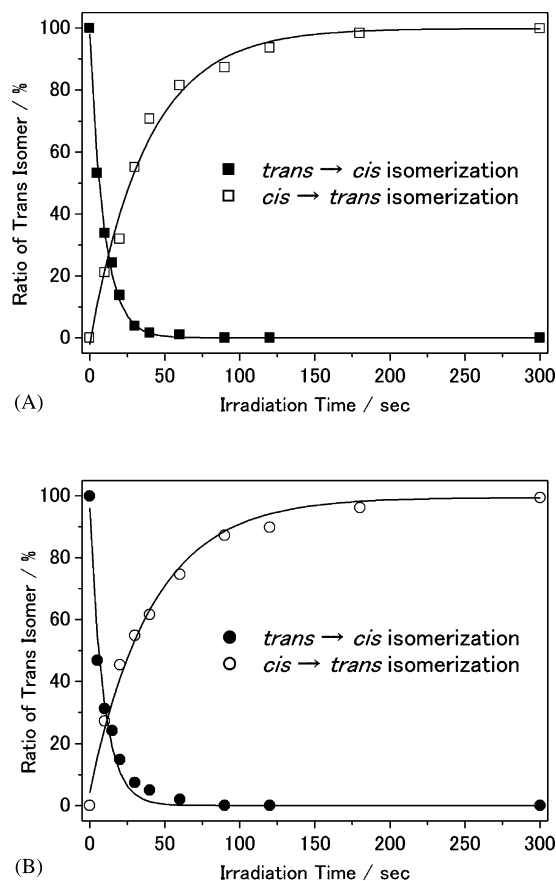 100
80
60
40
20
0
Ratio of Trans Isomer / %
■ trans → cis isomerization
□ cis → trans isomerization
0 50 100 150 200 250 300
Irradiation Time / sec
(A)
100
80
60
40
20
0
Ratio of Trans Isomer / %
● trans → cis isomerization
○ cis → trans isomerization
0 50 100 150 200 250 300
Irradiation Time / sec
(B)